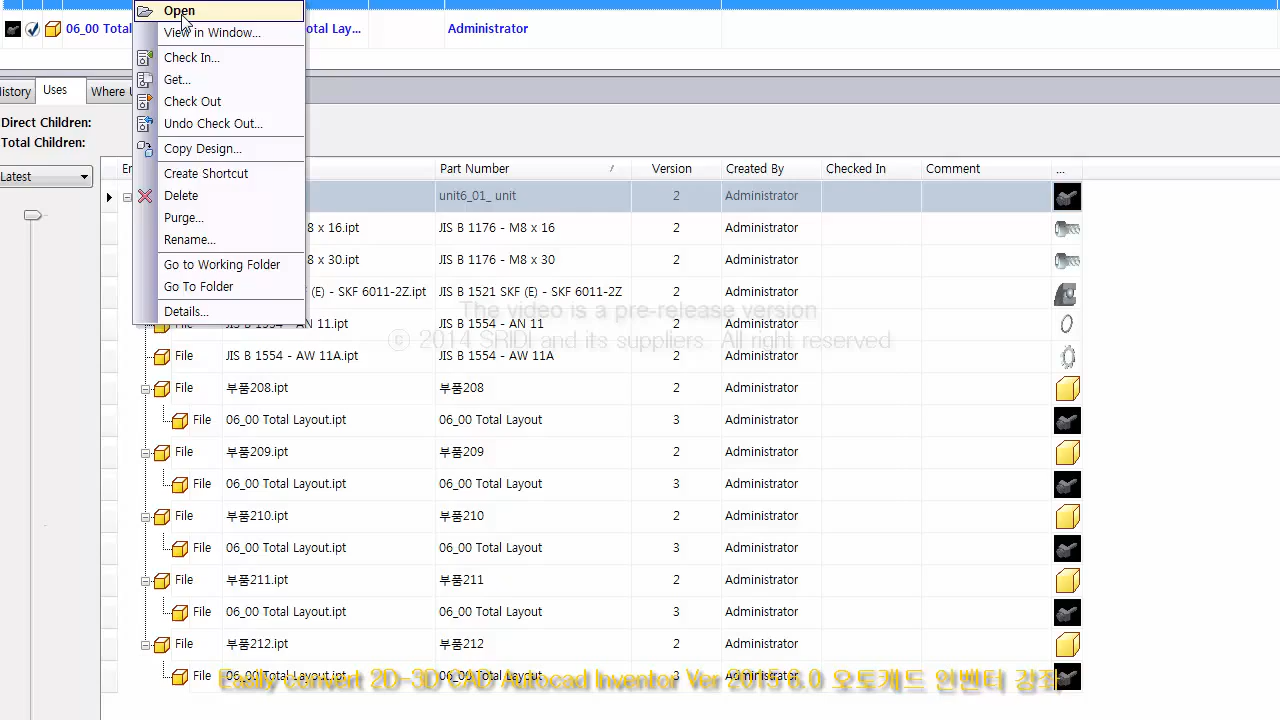 Open
View in Window...
06_00 Total
Total Lay...
Administrator
Check In...
Get...
Check Out
Undo Check Out...
Copy Design...
Create Shortcut
Delete
Purge...
Rename...
Go to Working Folder
Go To Folder
Details...
History Uses Where
Direct Children:
Total Children:
Latest
Part Number / Version Created By Checked In Comment ...
unit6_01_ unit 2 Administrator
8 x 16.ipt JIS B 1176 - M8 x 16 2 Administrator
8 x 30.ipt JIS B 1176 - M8 x 30 2 Administrator
(E) - SKF 6011-2Z.ipt JIS B 1521 SKF (E) - SKF 6011-2Z 2 Administrator
File JIS B 1554 - AN 11.ipt JIS B 1554 - AN 11 2 Administrator
File JIS B 1554 - AW 11A.ipt JIS B 1554 - AW 11A 2 Administrator
File 부품208.ipt 부품208 2 Administrator
File 06_00 Total Layout.ipt 06_00 Total Layout 3 Administrator
File 부품209.ipt 부품209 2 Administrator
File 06_00 Total Layout.ipt 06_00 Total Layout 3 Administrator
File 부품210.ipt 부품210 2 Administrator
File 06_00 Total Layout.ipt 06_00 Total Layout 3 Administrator
File 부품211.ipt 부품211 2 Administrator
File 06_00 Total Layout.ipt 06_00 Total Layout 3 Administrator
File 부품212.ipt 부품212 2 Administrator
File 06_00 Total Layout.ipt 06_00 Total Layout 3 Administrator
The video is a pre-release version
© 2014 SRIDI and its suppliers. All right reserved
Easily convert 2D-3D CAD Autocad Inventor Ver 2015 6.0 오토캐드 인벤터 강좌